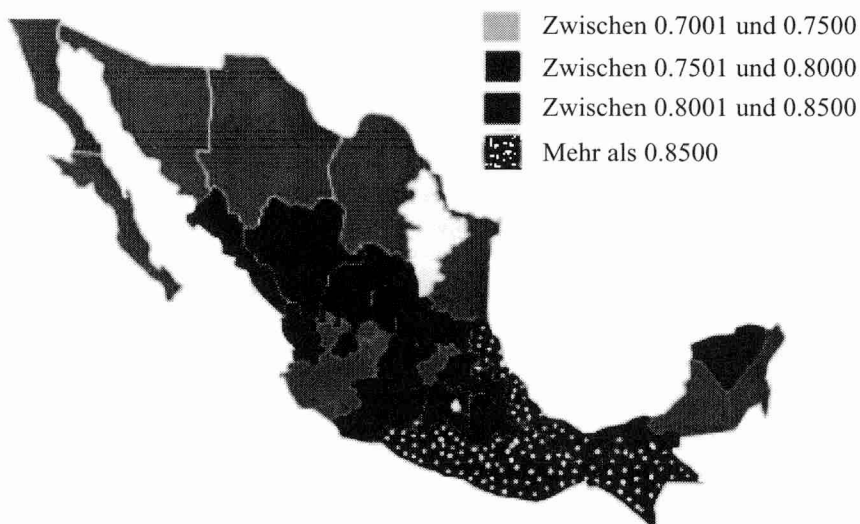 Zwischen 0.7001 und 0.7500
Zwischen 0.7501 und 0.8000
Zwischen 0.8001 und 0.8500
Mehr als 0.8500